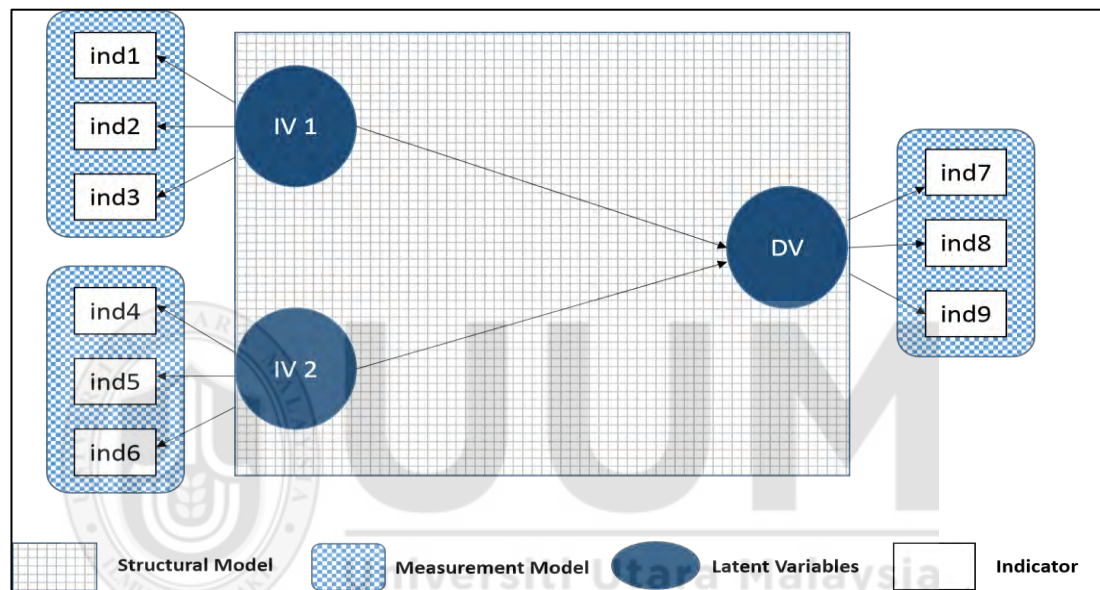 ind1
ind2
ind3
IV 1
ind4
ind5
ind6
IV 2
DV
ind7
ind8
ind9
UUM
Universiti Utara Malaysia
Structural Model
Measurement Model
Latent Variables
Indicator